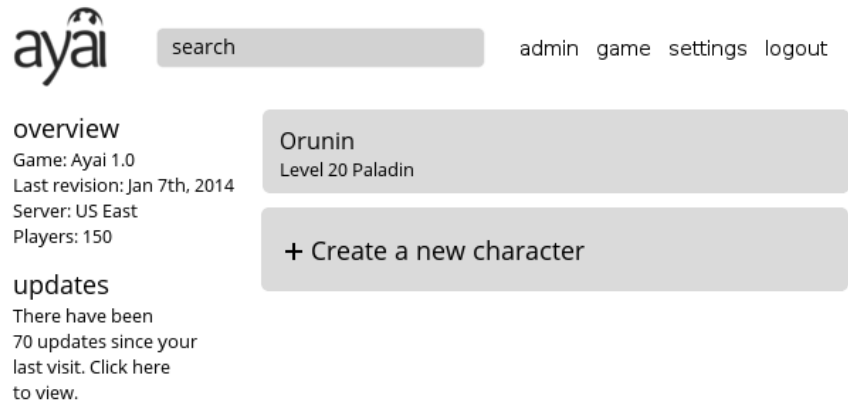 ayai
search
admin game settings logout
overview
Game: Ayai 1.0
Last revision: Jan 7th, 2014
Server: US East
Players: 150
updates
There have been
70 updates since your
last visit. Click here
to view.
Orunin
Level 20 Paladin
+ Create a new character